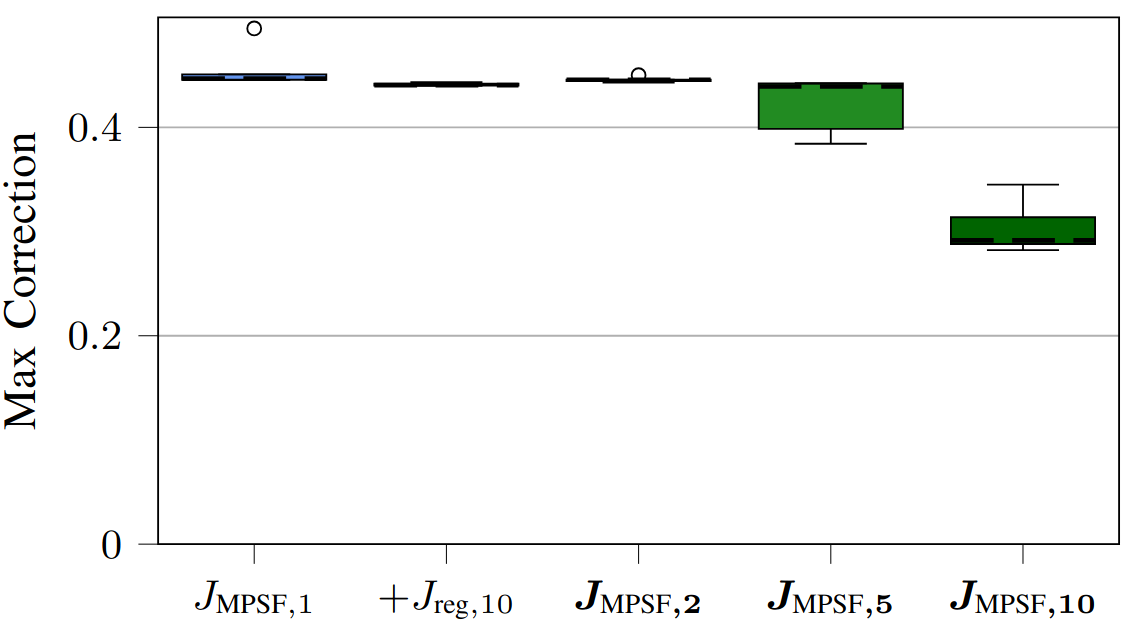 Max Correction
0.4
0.2
0
J_MPSF,1
+J_reg,10
J_MPSF,2
J_MPSF,5
J_MPSF,10